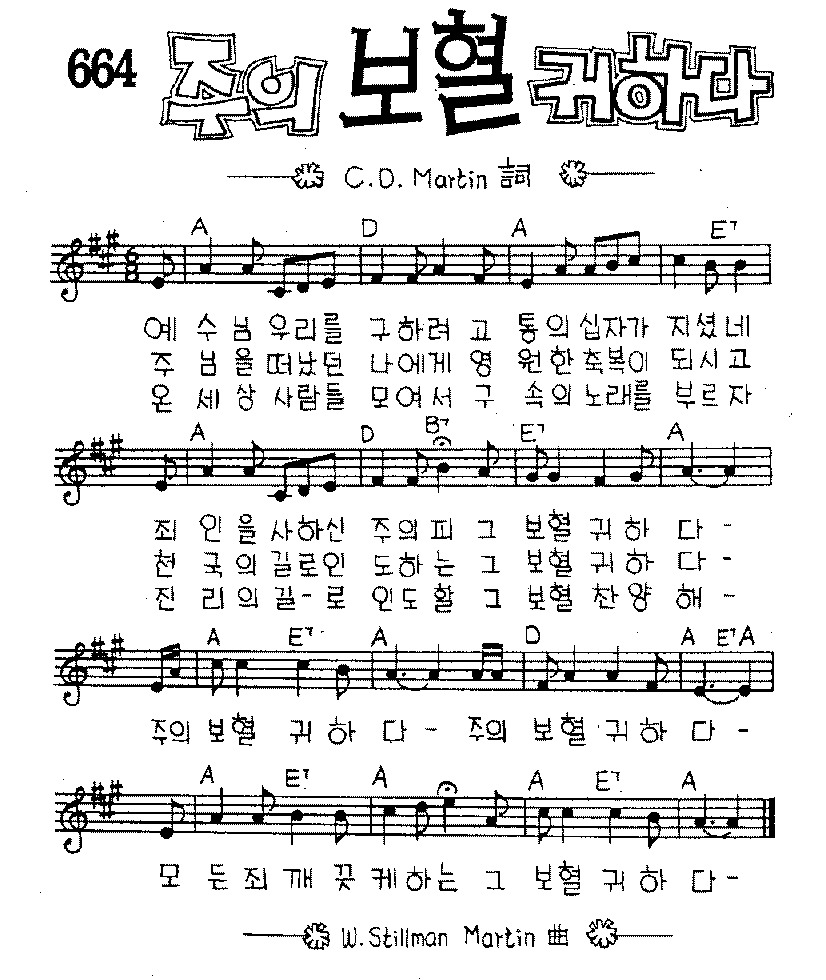 664 주의 보혈 귀하다
C.D. Martin 詞
A D A E7
예 수 님 우리를 구하려 고 통의 십자가 지셨네
주 님을 떠났던 나에게 영 원한 축복이 되시고
온 세 상 사람들 모여서 구 속의 노래를 부르자
A D B7 E7 A
죄 인을 사하신 주의 피 그 보혈 귀 하 다 -
천 국의 길로인 도하는 그 보혈 귀 하 다 -
진 리의 길-로 인도할 그 보혈 찬 양 해 -
A E7 A D A E7 A
주의 보혈 귀 하 다 - 주의 보혈 귀 하 다 -
A E7 A A E7 A
모 든죄 깨 끗 케하는 그 보혈 귀 하 다 -
W. Stillman Martin 曲